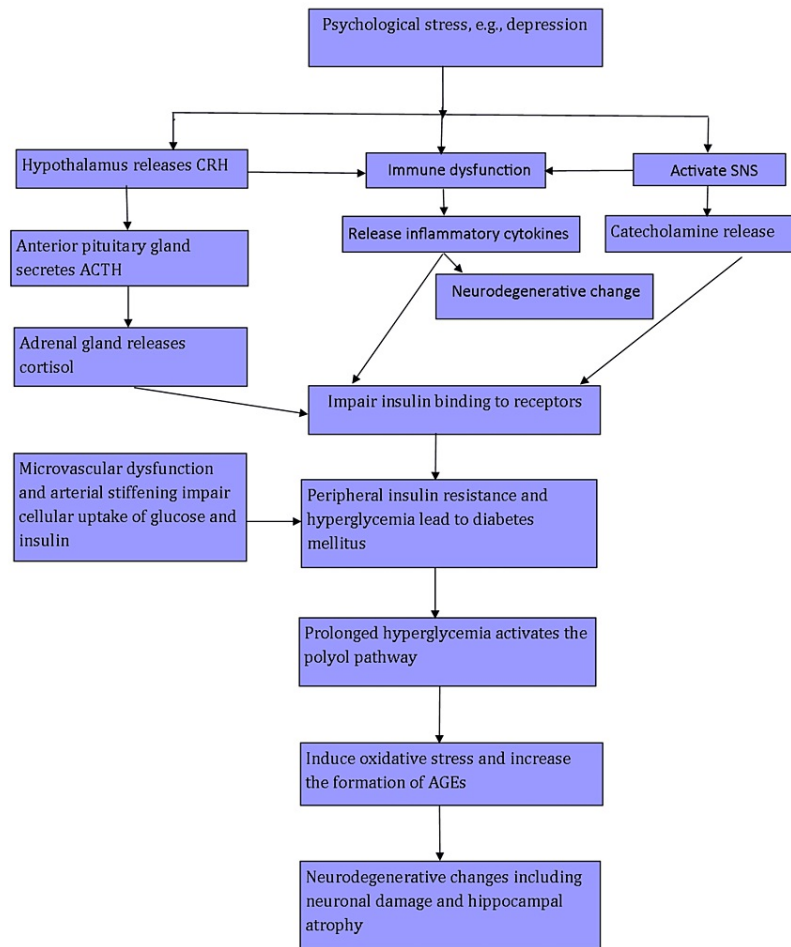 Psychological stress, e.g., depression
Hypothalamus releases CRH
Immune dysfunction
Activate SNS
Anterior pituitary gland
secretes ACTH
Release inflammatory cytokines
Catecholamine release
Neurodegenerative change
Adrenal gland releases
cortisol
Impair insulin binding to receptors
Microvascular dysfunction
and arterial stiffening impair
cellular uptake of glucose and
insulin
Peripheral insulin resistance and
hyperglycemia lead to diabetes
mellitus
Prolonged hyperglycemia activates the
polyol pathway
Induce oxidative stress and increase
the formation of AGEs
Neurodegenerative changes including
neuronal damage and hippocampal
atrophy